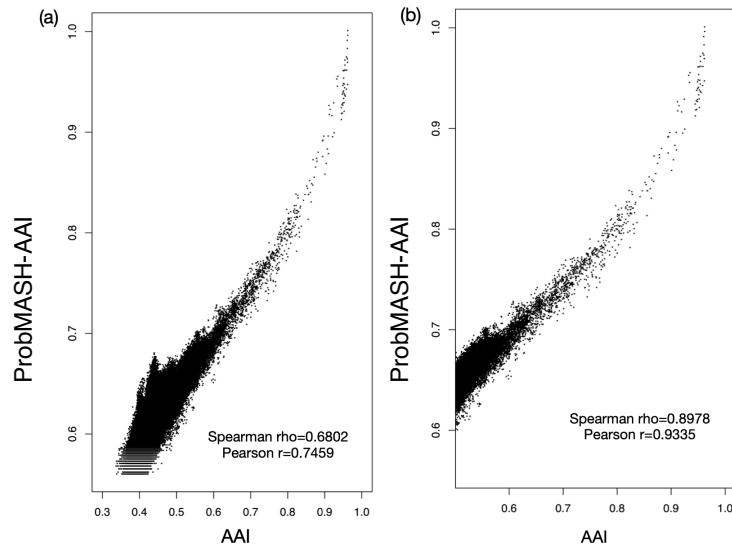 (a)
1.0
0.9
0.8
0.7
0.6
ProbMASH-AAI
Spearman rho=0.6802
Pearson r=0.7459
0.3 0.4 0.5 0.6 0.7 0.8 0.9 1.0
AAI
(b)
1.0
0.9
0.8
0.7
0.6
ProbMASH-AAI
Spearman rho=0.8978
Pearson r=0.9335
0.6 0.7 0.8 0.9 1.0
AAI